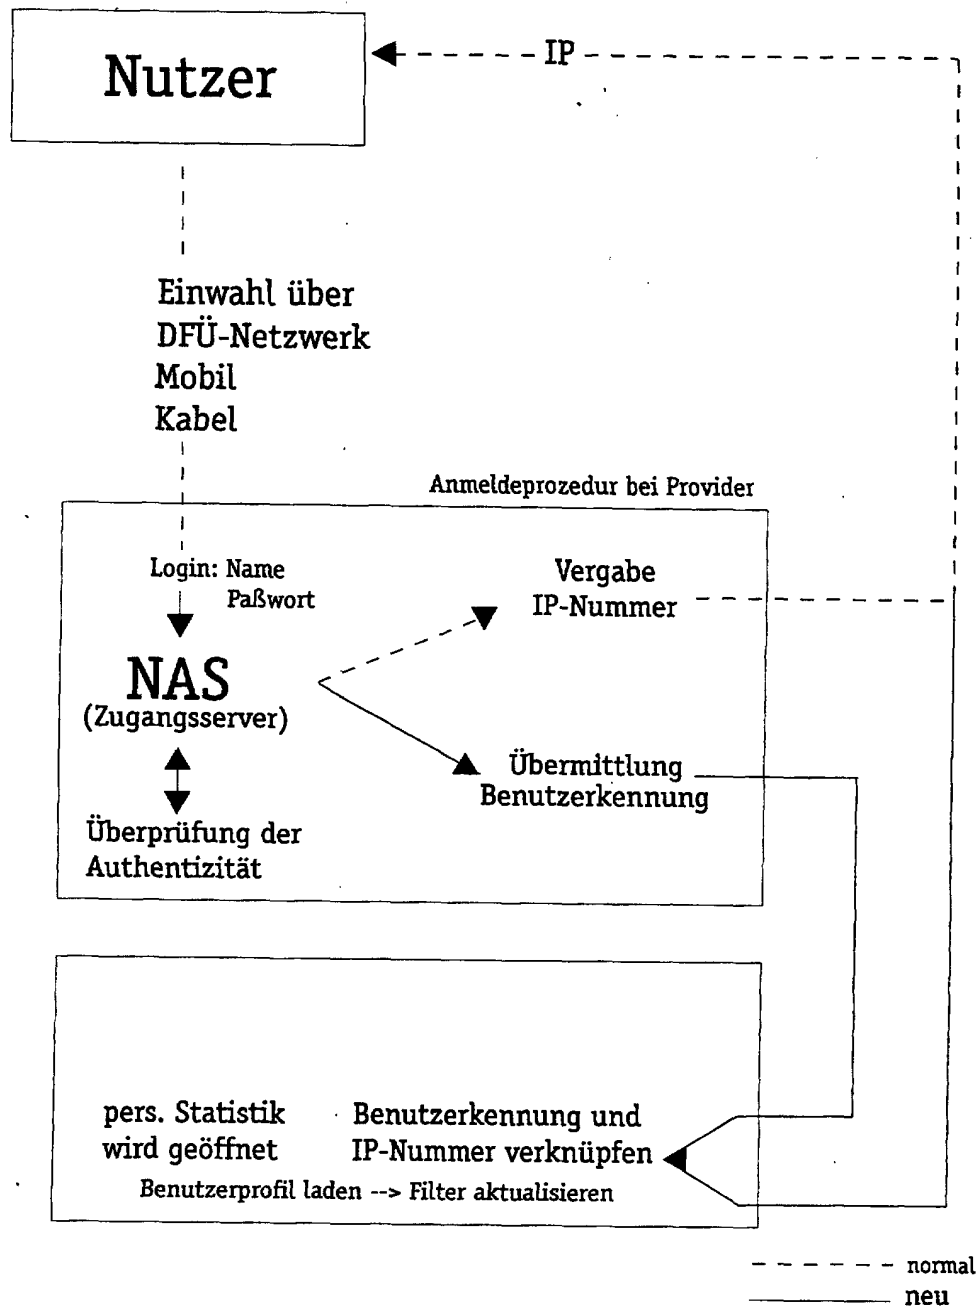 Nutzer
IP
Einwahl über
DFÜ-Netzwerk
Mobil
Kabel
Anmeldeprozedur bei Provider
Login: Name
Paßwort
Vergabe
IP-Nummer
NAS
(Zugangsserver)
Übermittlung
Benutzerkennung
Überprüfung der
Authentizität
pers. Statistik
wird geöffnet
Benutzerkennung und
IP-Nummer verknüpfen
Benutzerprofil laden --> Filter aktualisieren
normal
neu